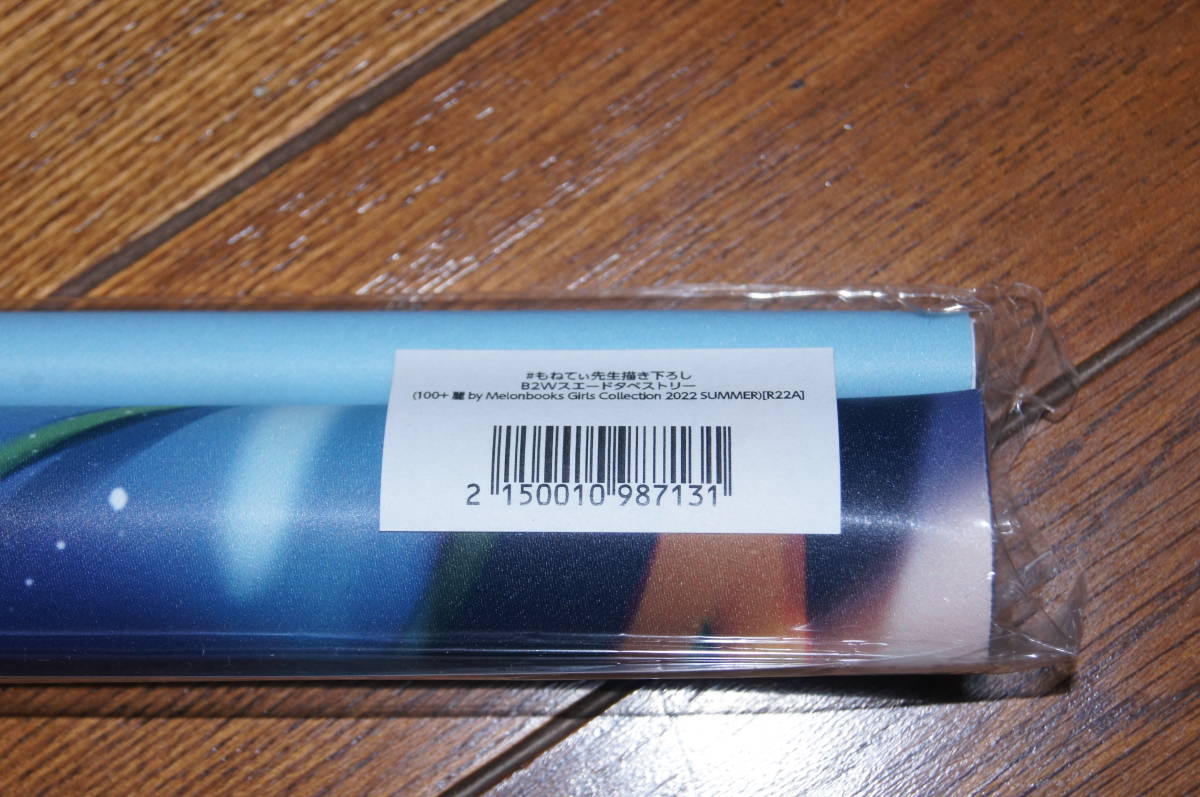 #もねてぃ先生描き下ろし
B2Wスエードタペストリー
(100+ 麗 by Melonbooks Girls Collection 2022 SUMMER)[R22A]
2 150010 987131